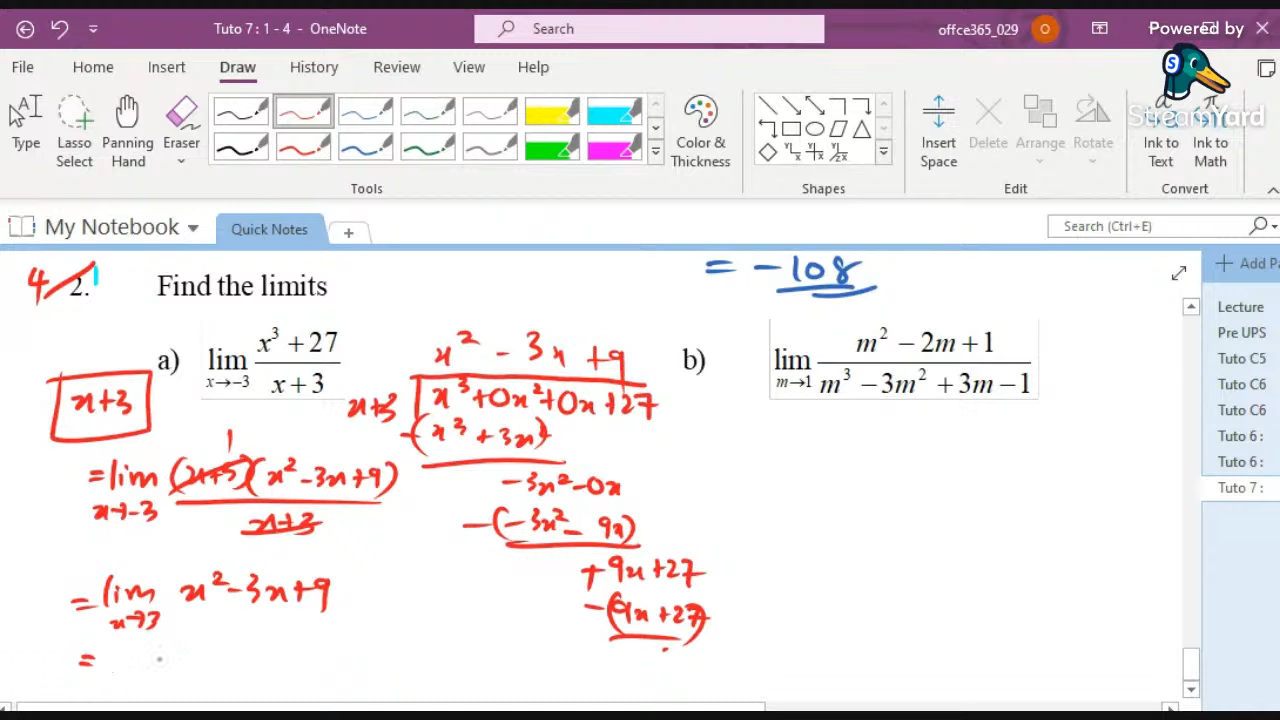 Tuto 7 : 1 - 4 - OneNote
Search
offce365_029
Powered by
StreamYard
File Home Insert Draw History Review View Help
Type
Lasso Select
Panning Hand
Eraser
Color & Thickness
Insert Space
Delete
Arrange
Rotate
Ink to Text
Ink to Math
Tools
Shapes
Edit
Convert
My Notebook
Quick Notes
+
Search (Ctrl+E)
+ Add Pa
Lecture
Pre UPS
Tuto C5
Tuto C6
Tuto C6
Tuto 6 :
Tuto 6 :
Tuto 7 :
= -108
4 2. Find the limits
a) lim x→-3 (x³ + 27)/(x + 3)
b) lim m→1 (m² − 2m + 1)/(m³ − 3m² + 3m − 1)
x+3
x² - 3x + 9
x+3 x³+0x²+0x+27
-(x³ + 3x)
-3x²-0x
-(-3x² - 9x)
+9x+27
-(9x+27)
= lim x→-3 (x+3)(x² - 3x + 9)/(x+3)
1
= lim x→3 x² - 3x + 9
=